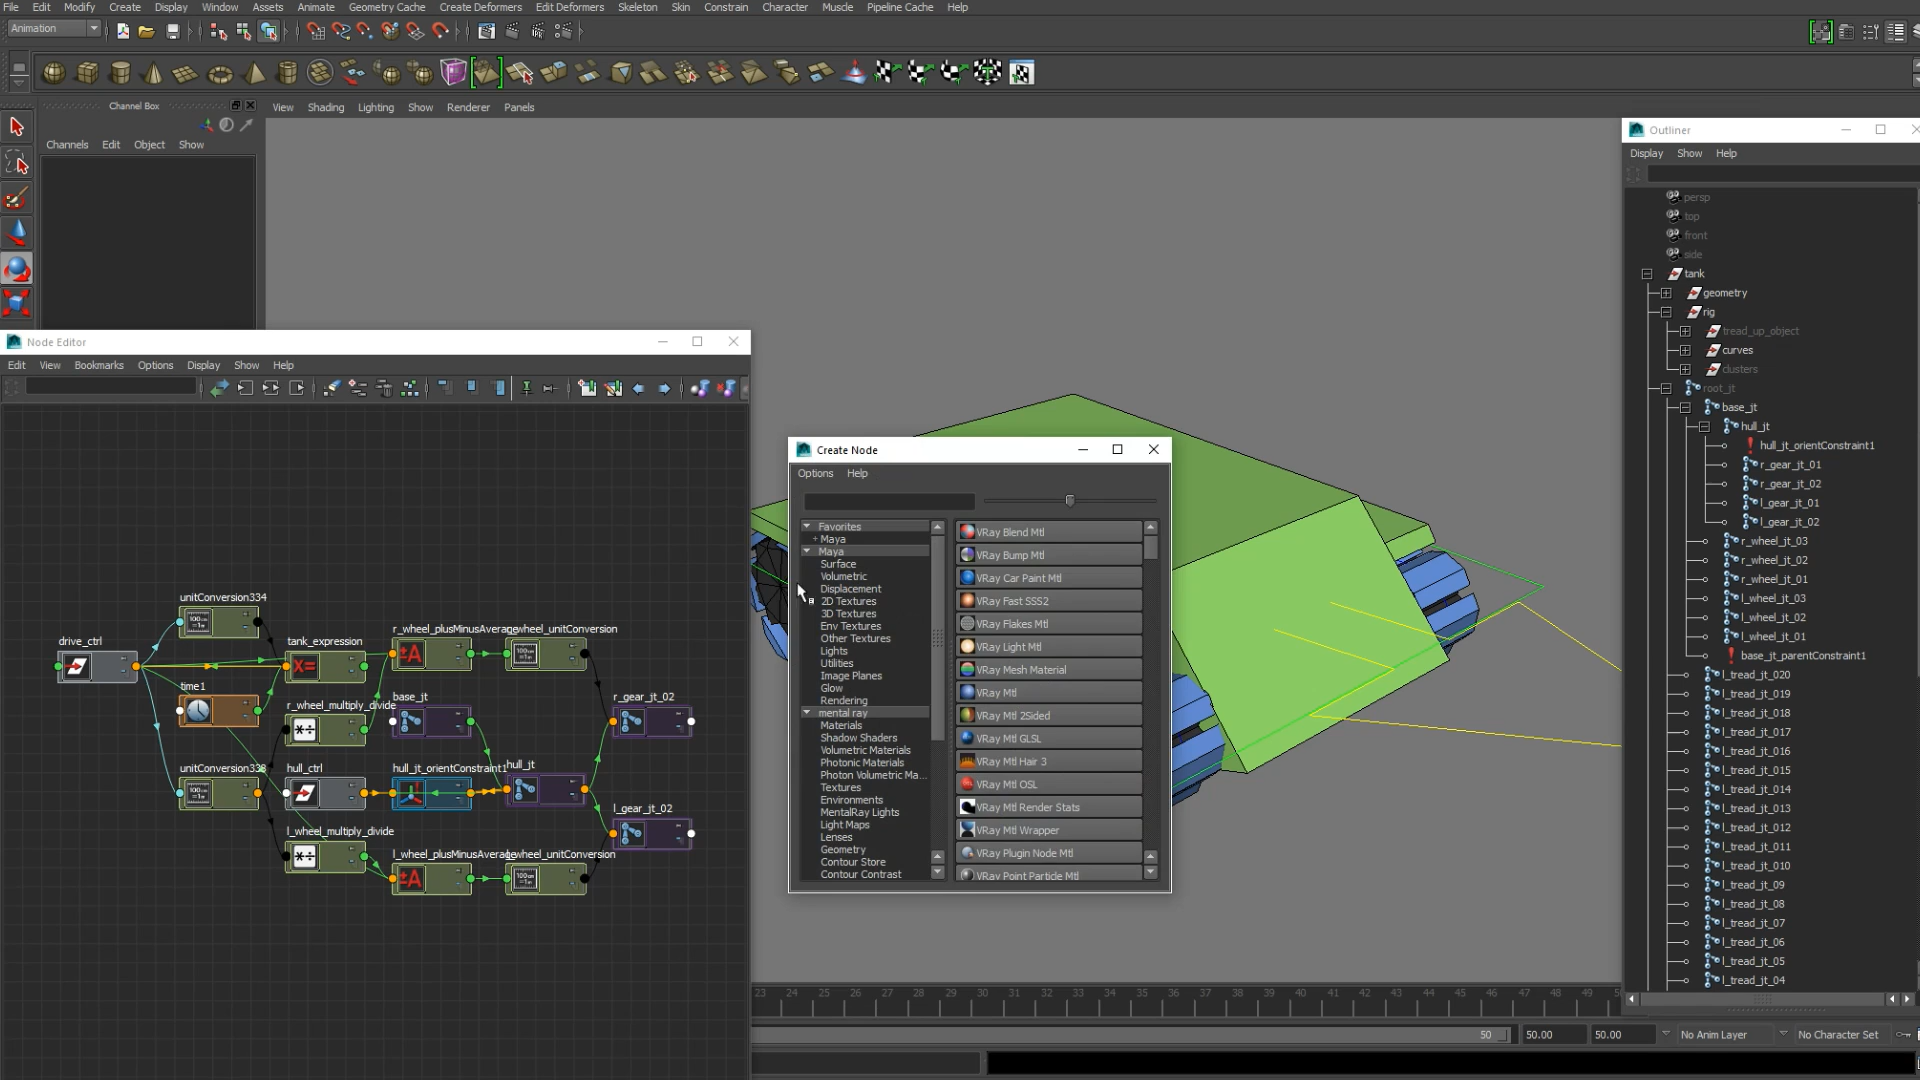 File Edit Modify Create Display Window Assets Animate Geometry Cache Create Deformers Edit Deformers Skeleton Skin Constrain Character Muscle Pipeline Cache Help
Animation
Channel Box
View Shading Lighting Show Renderer Panels
Channels Edit Object Show
Outliner
Display Show Help
persp
top
front
side
tank
geometry
rig
tread_up_object
curves
clusters
root_jt
base_jt
hull_jt
hull_jt_orientConstraint1
r_gear_jt_01
r_gear_jt_02
l_gear_jt_01
l_gear_jt_02
r_wheel_jt_03
r_wheel_jt_02
r_wheel_jt_01
l_wheel_jt_03
l_wheel_jt_02
l_wheel_jt_01
base_jt_parentConstraint1
l_tread_jt_020
l_tread_jt_019
l_tread_jt_018
l_tread_jt_017
l_tread_jt_016
l_tread_jt_015
l_tread_jt_014
l_tread_jt_013
l_tread_jt_012
l_tread_jt_011
l_tread_jt_010
l_tread_jt_09
l_tread_jt_08
l_tread_jt_07
l_tread_jt_06
l_tread_jt_05
l_tread_jt_04
Node Editor
Edit View Bookmarks Options Display Show Help
unitConversion334
drive_ctrl
tank_expression
r_wheel_plusMinusAverage
wheel_unitConversion
time1
r_wheel_multiply_divide
base_jt
r_gear_jt_02
hull_ctrl
hull_jt_orientConstraint1
hull_jt
l_gear_jt_02
l_wheel_multiply_divide
l_wheel_plusMinusAverage
wheel_unitConversion
Create Node
Options Help
Favorites
+ Maya
Maya
Surface
Volumetric
Displacement
2D Textures
3D Textures
Env Textures
Other Textures
Lights
Utilities
Image Planes
Glow
Rendering
mental ray
Materials
Shadow Shaders
Volumetric Materials
Photonic Materials
Photon Volumetric Ma...
Textures
Environments
MentalRay Lights
Light Maps
Lenses
Geometry
Contour Store
Contour Contrast
VRay Blend Mtl
VRay Bump Mtl
VRay Car Paint Mtl
VRay Fast SSS2
VRay Flakes Mtl
VRay Light Mtl
VRay Mesh Material
VRay Mtl
VRay Mtl 2Sided
VRay Mtl GLSL
VRay Mtl Hair 3
VRay Mtl OSL
VRay Mtl Render Stats
VRay Mtl Wrapper
VRay Plugin Node Mtl
VRay Point Particle Mtl
23 24 25 26 27 28 29 30 31 32 33 34 35 36 37 38 39 40 41 42 43 44 45 46 47 48 49
50 50.00 50.00 No Anim Layer No Character Set